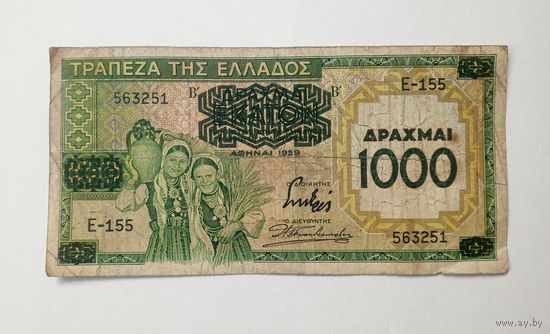 ΤΡΑΠΕΖΑ ΤΗΣ ΕΛΛΑΔΟΣ
E-155
563251
Β΄ ΕΚΑΤΟΝ Β΄
ΔΡΑΧΜΑΙ
1000
ΑΘΗΝΑΙ 1939
Ο ΔΙΟΙΚΗΤΗΣ
Ο ΔΙΕΥΘΥΝΤΗΣ
E-155
563251
www.ay.by